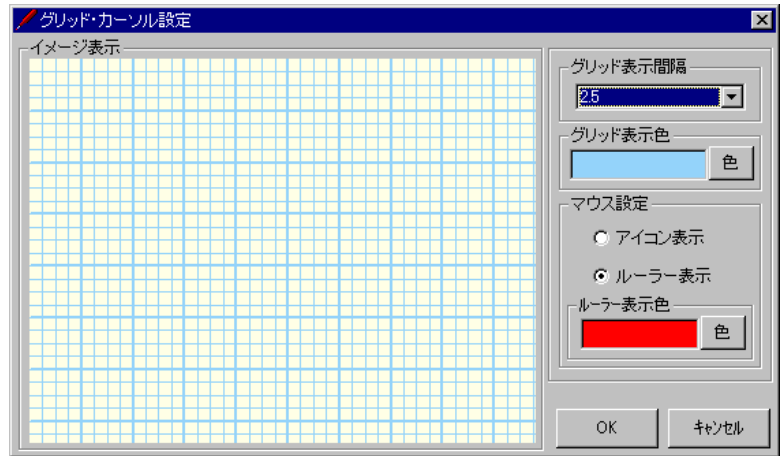 グリッド・カーソル設定
イメージ表示
グリッド表示間隔
2.5
グリッド表示色
色
マウス設定
アイコン表示
ルーラー表示
ルーラー表示色
色
OK
キャンセル